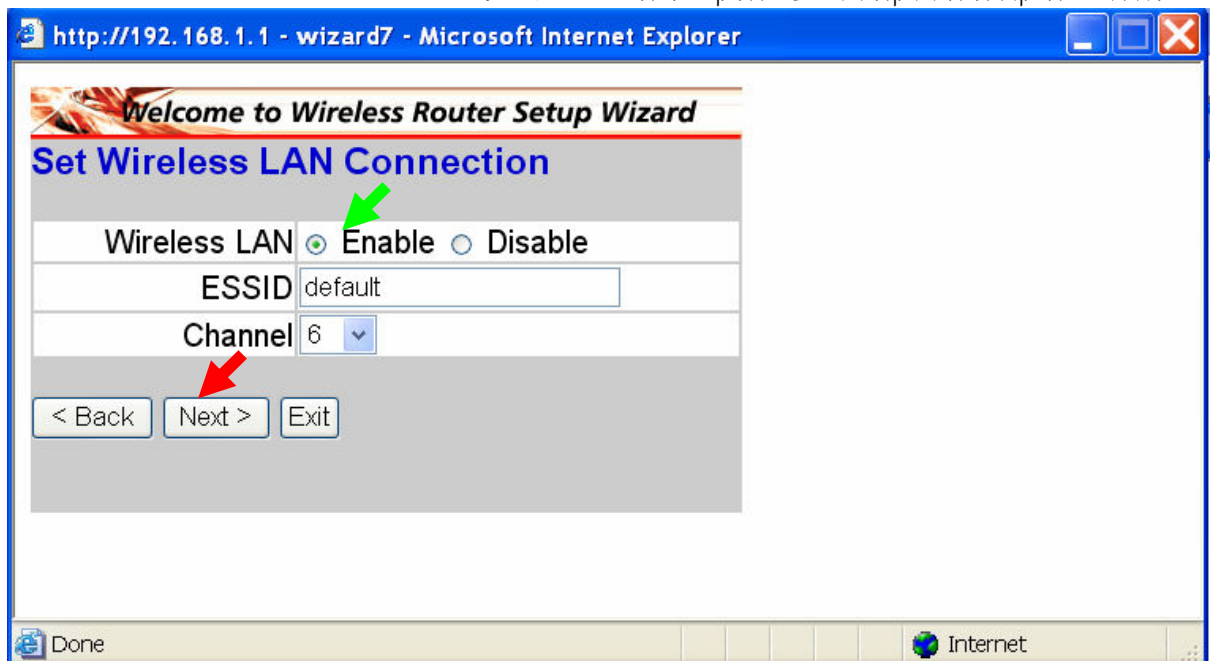 http://192.168.1.1 - wizard7 - Microsoft Internet Explorer
Welcome to Wireless Router Setup Wizard
Set Wireless LAN Connection
Wireless LAN Enable Disable
ESSID default
Channel 6
< Back Next > Exit
Done Internet